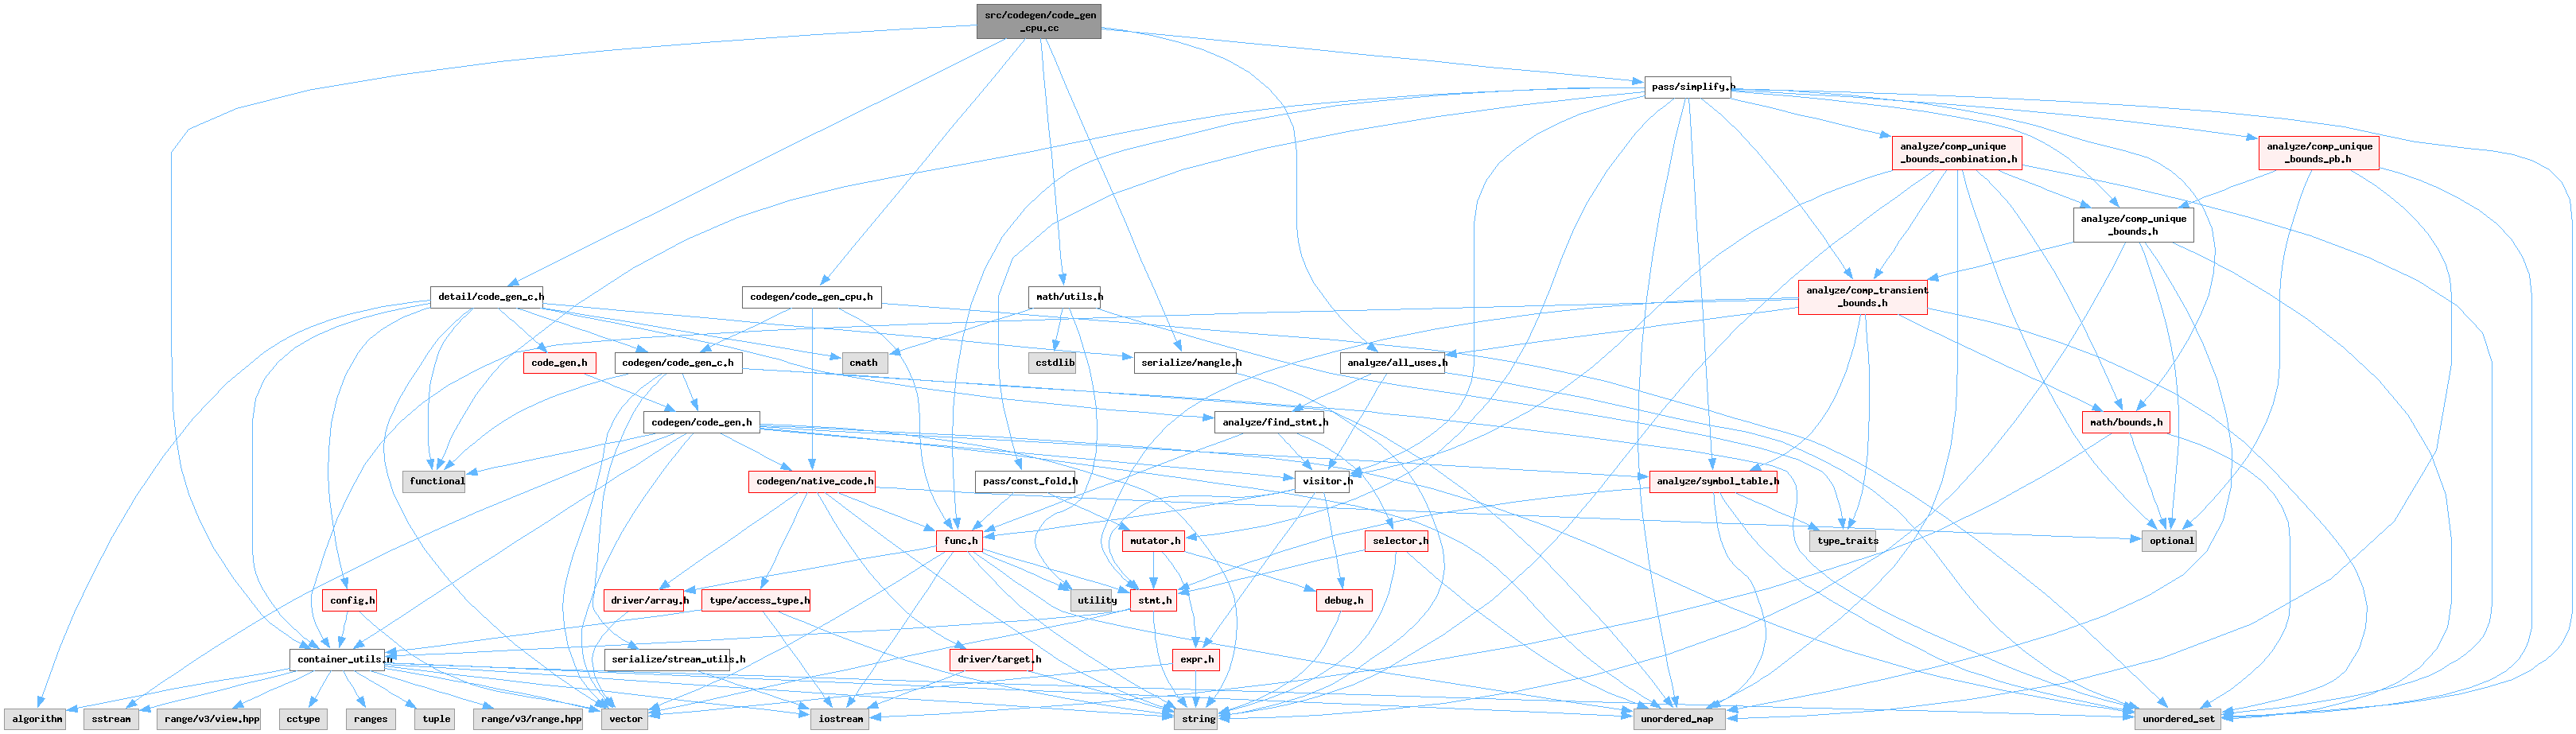 src/codegen/code_gen
_cpu.cc
pass/simplify.h
analyze/comp_unique
_bounds_combination.h
analyze/comp_unique
_bounds_pb.h
analyze/comp_unique
_bounds.h
detail/code_gen_c.h
codegen/code_gen_cpu.h
math/utils.h
analyze/comp_transient
_bounds.h
code_gen.h
codegen/code_gen_c.h
cmath
cstdlib
serialize/mangle.h
analyze/all_uses.h
codegen/code_gen.h
analyze/find_stmt.h
math/bounds.h
functional
codegen/native_code.h
pass/const_fold.h
visitor.h
analyze/symbol_table.h
func.h
mutator.h
selector.h
type_traits
optional
config.h
driver/array.h
type/access_type.h
utility
stmt.h
debug.h
container_utils.h
serialize/stream_utils.h
driver/target.h
expr.h
algorithm
sstream
range/v3/view.hpp
cctype
ranges
tuple
range/v3/range.hpp
vector
iostream
string
unordered_map
unordered_set